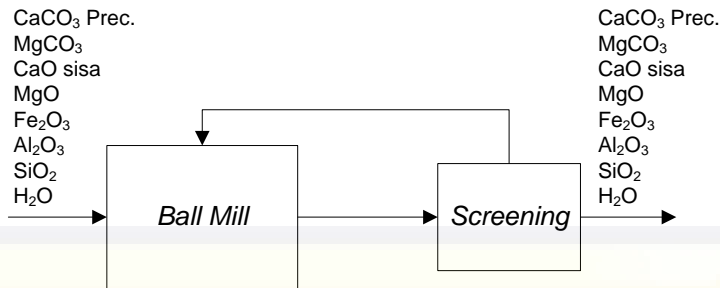 CaCO₃ Prec.
MgCO₃
CaO sisa
MgO
Fe₂O₃
Al₂O₃
SiO₂
H₂O
Ball Mill
Screening
CaCO₃ Prec.
MgCO₃
CaO sisa
MgO
Fe₂O₃
Al₂O₃
SiO₂
H₂O